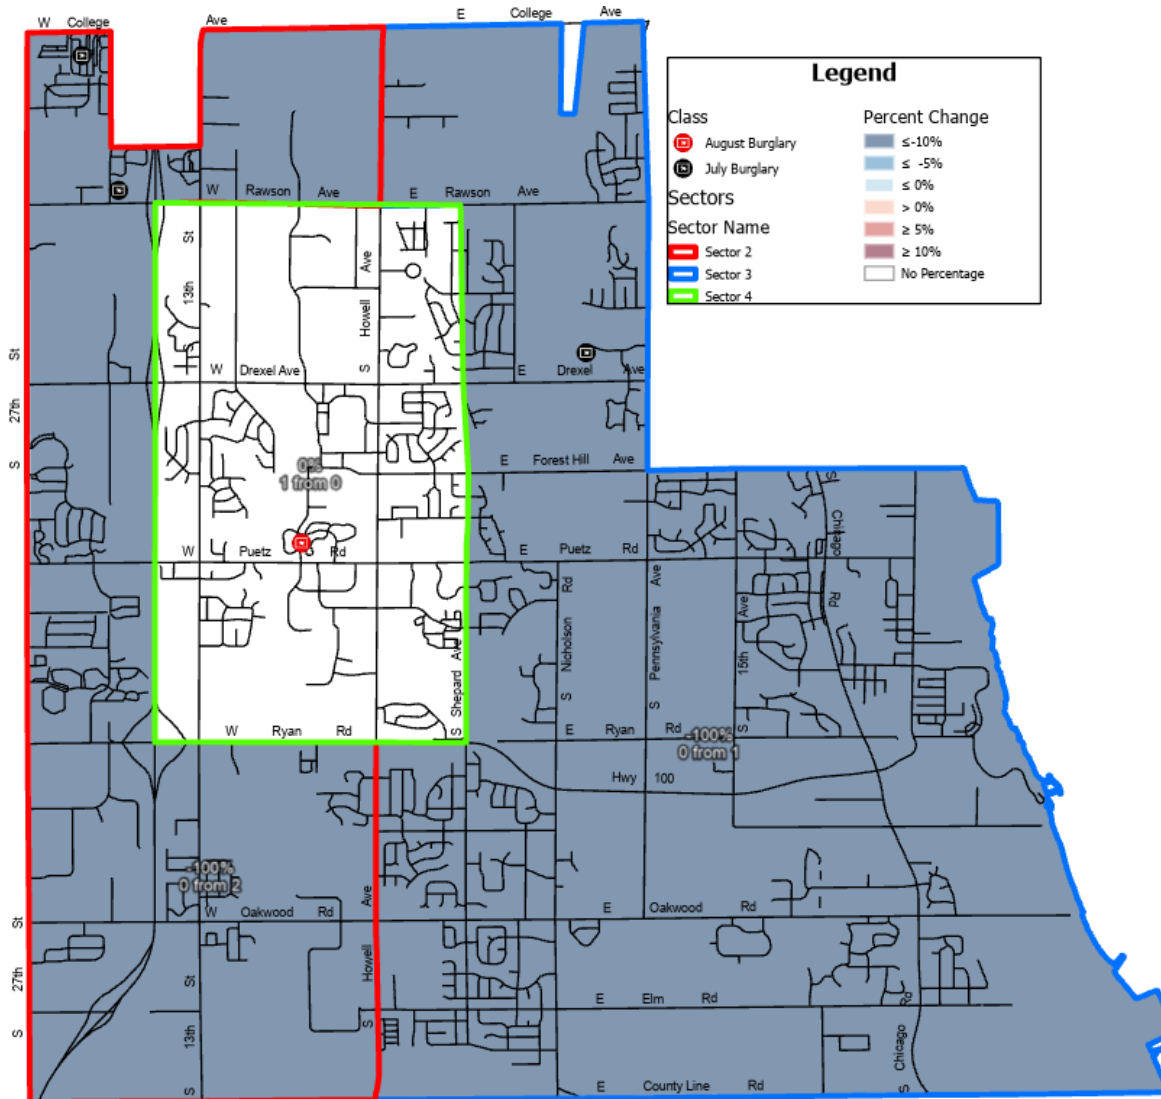 W College Ave
E College Ave
Legend
Class
August Burglary
July Burglary
Sectors
Sector Name
Sector 2
Sector 3
Sector 4
Percent Change
≤-10%
≤ -5%
≤ 0%
> 0%
≥ 5%
≥ 10%
No Percentage
W Rawson Ave
E Rawson Ave
S 13th St
S Howell Ave
S 27th St
W Drexel Ave
E Drexel Ave
0%
1 from 0
E Forest Hill Ave
W Puetz Rd
E Puetz Rd
S Chicago Rd
S Nicholson Rd
S Pennsylvania Ave
S 15th Ave
S Shepard Ave
W Ryan Rd
E Ryan Rd
-100%
0 from 1
Hwy 100
-100%
0 from 2
W Oakwood Rd
E Oakwood Rd
S 27th St
S 13th St
S Howell Ave
E Elm Rd
S Chicago Rd
E County Line Rd